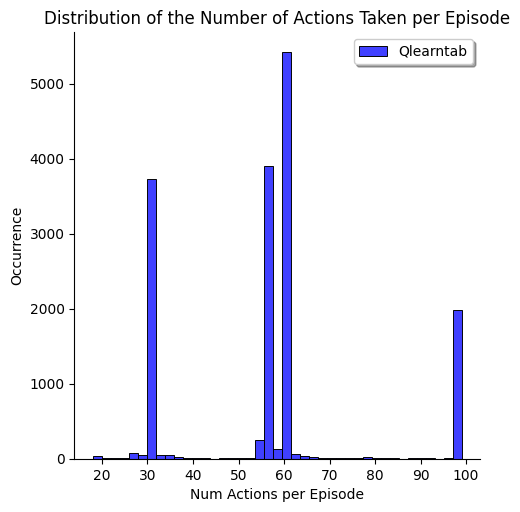 Distribution of the Number of Actions Taken per Episode
Qlearntab
5000
4000
3000
2000
1000
0
Occurrence
20 30 40 50 60 70 80 90 100
Num Actions per Episode